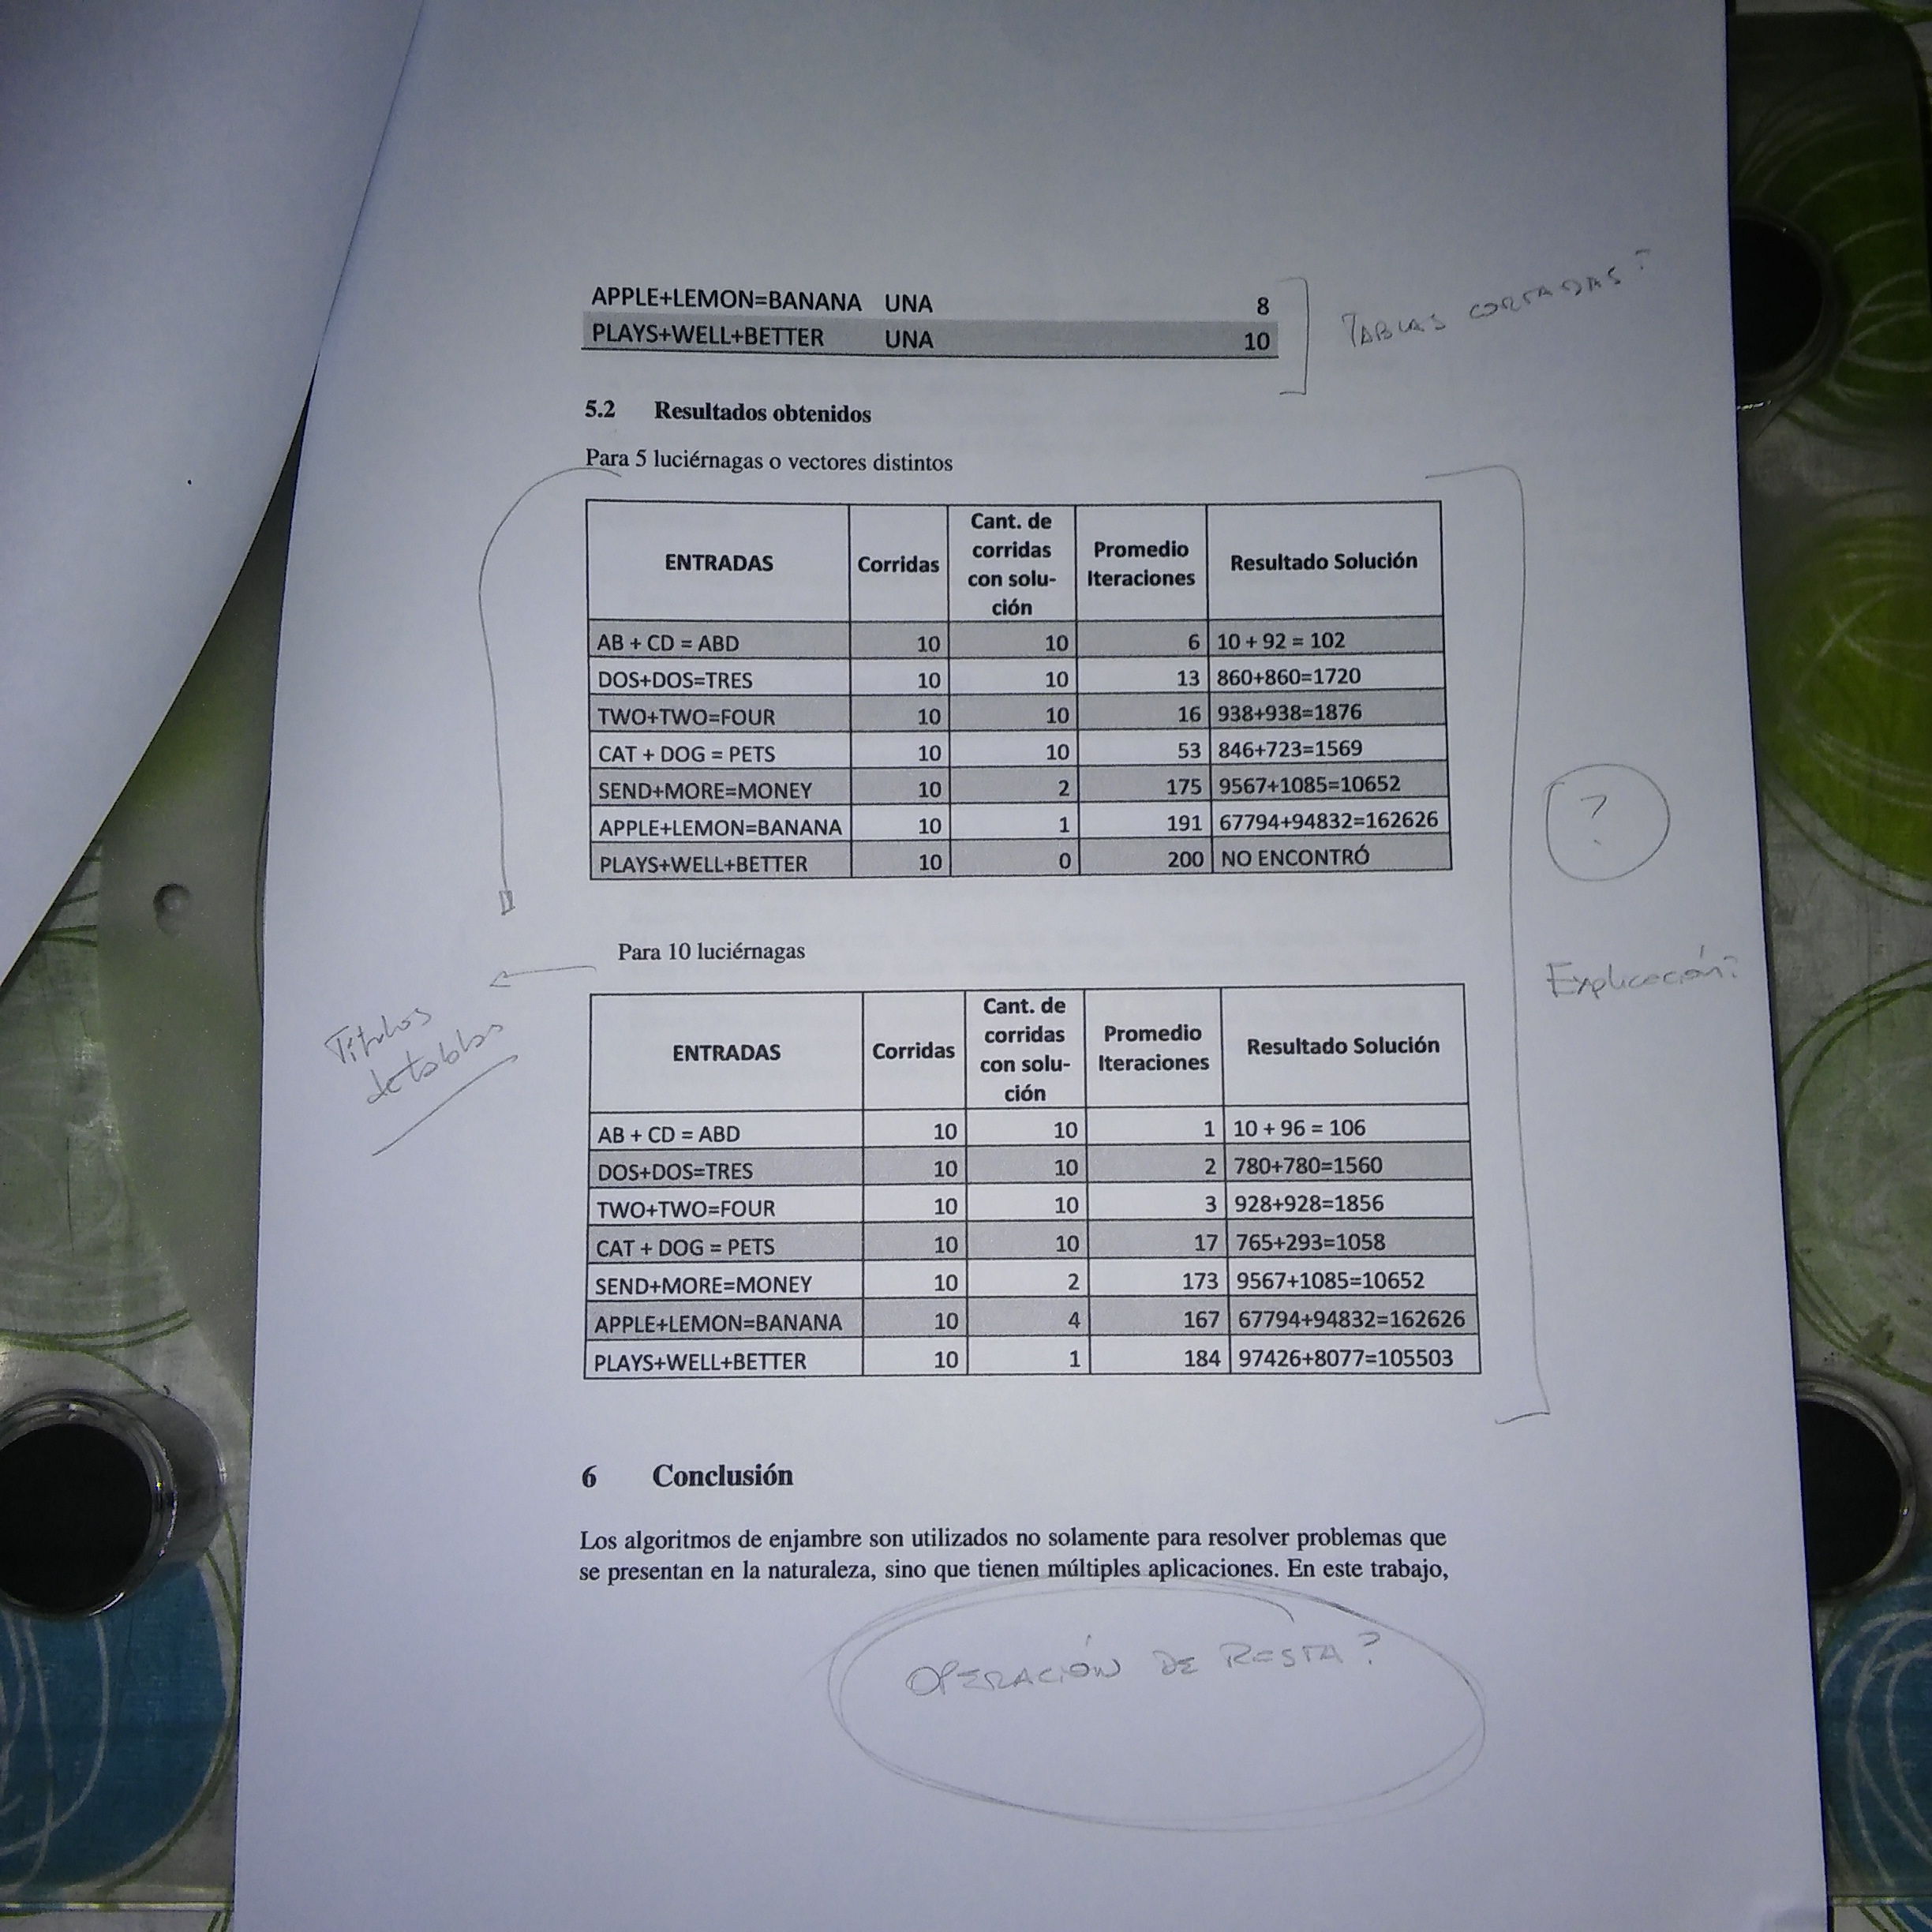 APPLE+LEMON=BANANA UNA 8
TABLAS CORTADAS?
PLAYS+WELL+BETTER UNA 10
5.2 Resultados obtenidos
Para 5 luciérnagas o vectores distintos
ENTRADAS Corridas Cant. de corridas con solu-ción Promedio Iteraciones Resultado Solución
AB + CD = ABD 10 10 6 10 + 92 = 102
DOS+DOS=TRES 10 10 13 860+860=1720
TWO+TWO=FOUR 10 10 16 938+938=1876
CAT + DOG = PETS 10 10 53 846+723=1569
SEND+MORE=MONEY 10 2 175 9567+1085=10652
APPLE+LEMON=BANANA 10 1 191 67794+94832=162626
PLAYS+WELL+BETTER 10 0 200 NO ENCONTRÓ
?
Explicación?
Para 10 luciérnagas
Títulos
de tablas
ENTRADAS Corridas Cant. de corridas con solu-ción Promedio Iteraciones Resultado Solución
AB + CD = ABD 10 10 1 10 + 96 = 106
DOS+DOS=TRES 10 10 2 780+780=1560
TWO+TWO=FOUR 10 10 3 928+928=1856
CAT + DOG = PETS 10 10 17 765+293=1058
SEND+MORE=MONEY 10 2 173 9567+1085=10652
APPLE+LEMON=BANANA 10 4 167 67794+94832=162626
PLAYS+WELL+BETTER 10 1 184 97426+8077=105503
6 Conclusión
Los algoritmos de enjambre son utilizados no solamente para resolver problemas que
se presentan en la naturaleza, sino que tienen múltiples aplicaciones. En este trabajo,
OPERACIÓN DE RESTA?